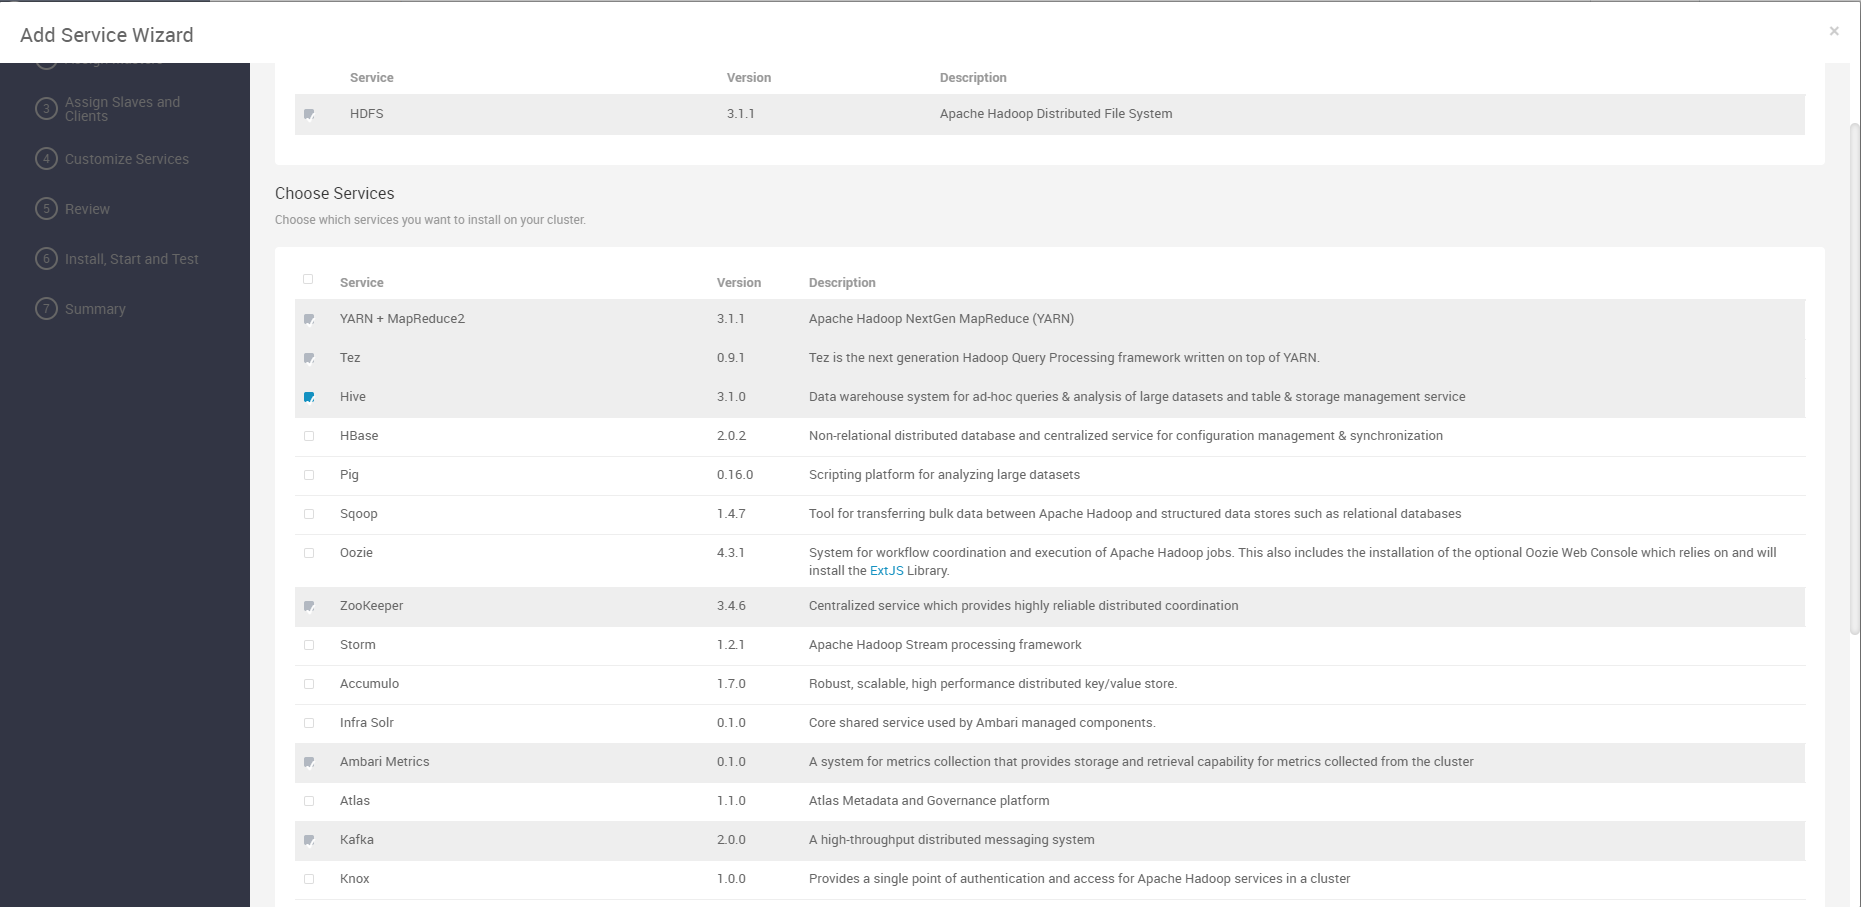 Add Service Wizard
×
3 Assign Slaves and
Clients
4 Customize Services
5 Review
6 Install, Start and Test
7 Summary
Service Version Description
HDFS 3.1.1 Apache Hadoop Distributed File System
Choose Services
Choose which services you want to install on your cluster.
Service Version Description
YARN + MapReduce2 3.1.1 Apache Hadoop NextGen MapReduce (YARN)
Tez 0.9.1 Tez is the next generation Hadoop Query Processing framework written on top of YARN.
Hive 3.1.0 Data warehouse system for ad-hoc queries & analysis of large datasets and table & storage management service
HBase 2.0.2 Non-relational distributed database and centralized service for configuration management & synchronization
Pig 0.16.0 Scripting platform for analyzing large datasets
Sqoop 1.4.7 Tool for transferring bulk data between Apache Hadoop and structured data stores such as relational databases
Oozie 4.3.1 System for workflow coordination and execution of Apache Hadoop jobs. This also includes the installation of the optional Oozie Web Console which relies on and will
install the ExtJS Library.
ZooKeeper 3.4.6 Centralized service which provides highly reliable distributed coordination
Storm 1.2.1 Apache Hadoop Stream processing framework
Accumulo 1.7.0 Robust, scalable, high performance distributed key/value store.
Infra Solr 0.1.0 Core shared service used by Ambari managed components.
Ambari Metrics 0.1.0 A system for metrics collection that provides storage and retrieval capability for metrics collected from the cluster
Atlas 1.1.0 Atlas Metadata and Governance platform
Kafka 2.0.0 A high-throughput distributed messaging system
Knox 1.0.0 Provides a single point of authentication and access for Apache Hadoop services in a cluster